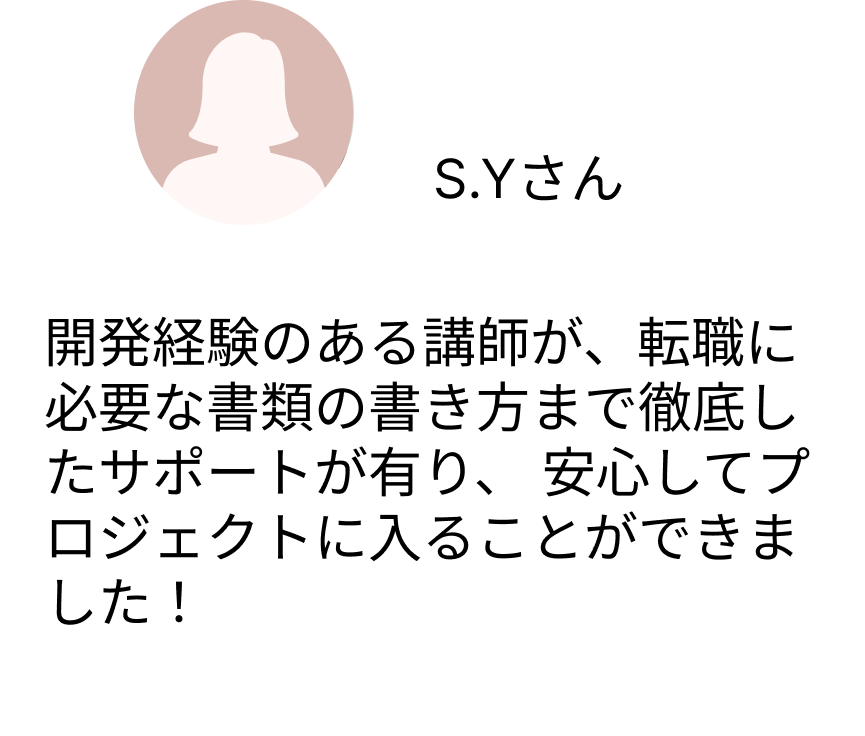 S.Yさん
開発経験のある講師が、転職に
必要な書類の書き方まで徹底し
たサポートが有り、 安心してプ
ロジェクトに入ることができま
した！